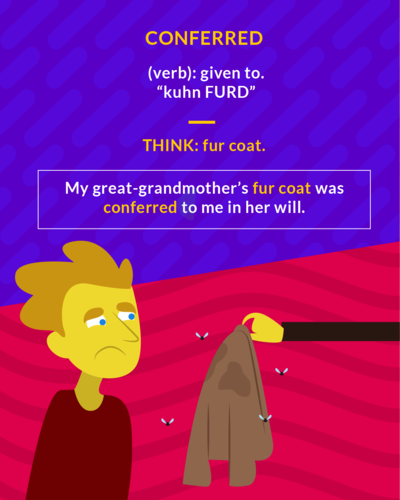 CONFERRED
(verb): given to.
“kuhn FURD”
THINK: fur coat.
My great-grandmother’s fur coat was
conferred to me in her will.